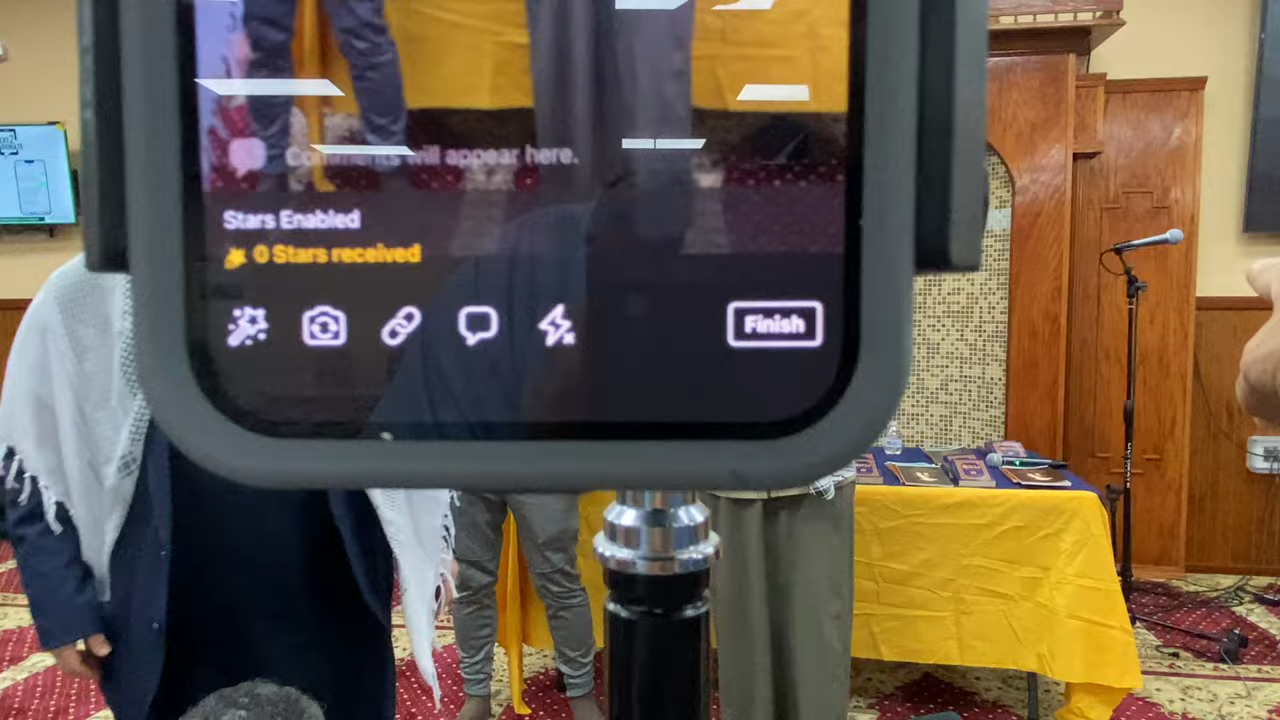 Comments will appear here.
Stars Enabled
0 Stars received
Finish